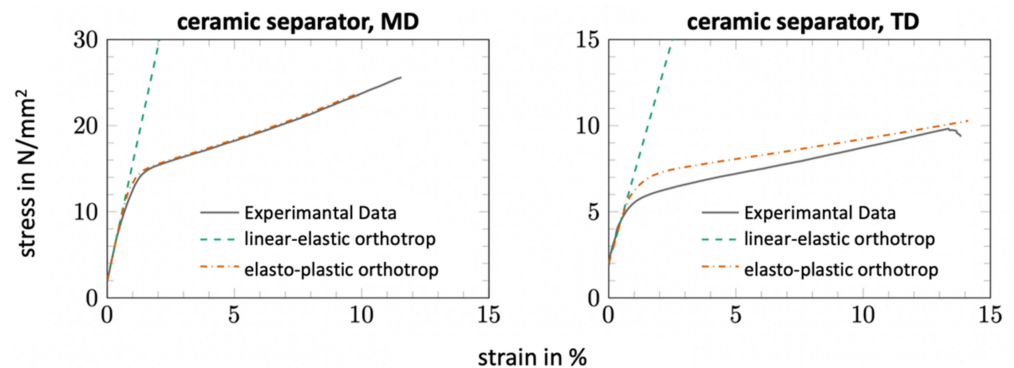 ceramic separator, MD
30
20
10
0
0
5
10
15
stress in N/mm²
Experimantal Data
linear-elastic orthotrop
elasto-plastic orthotrop
ceramic separator, TD
15
10
5
0
0
5
10
15
Experimantal Data
linear-elastic orthotrop
elasto-plastic orthotrop
strain in %